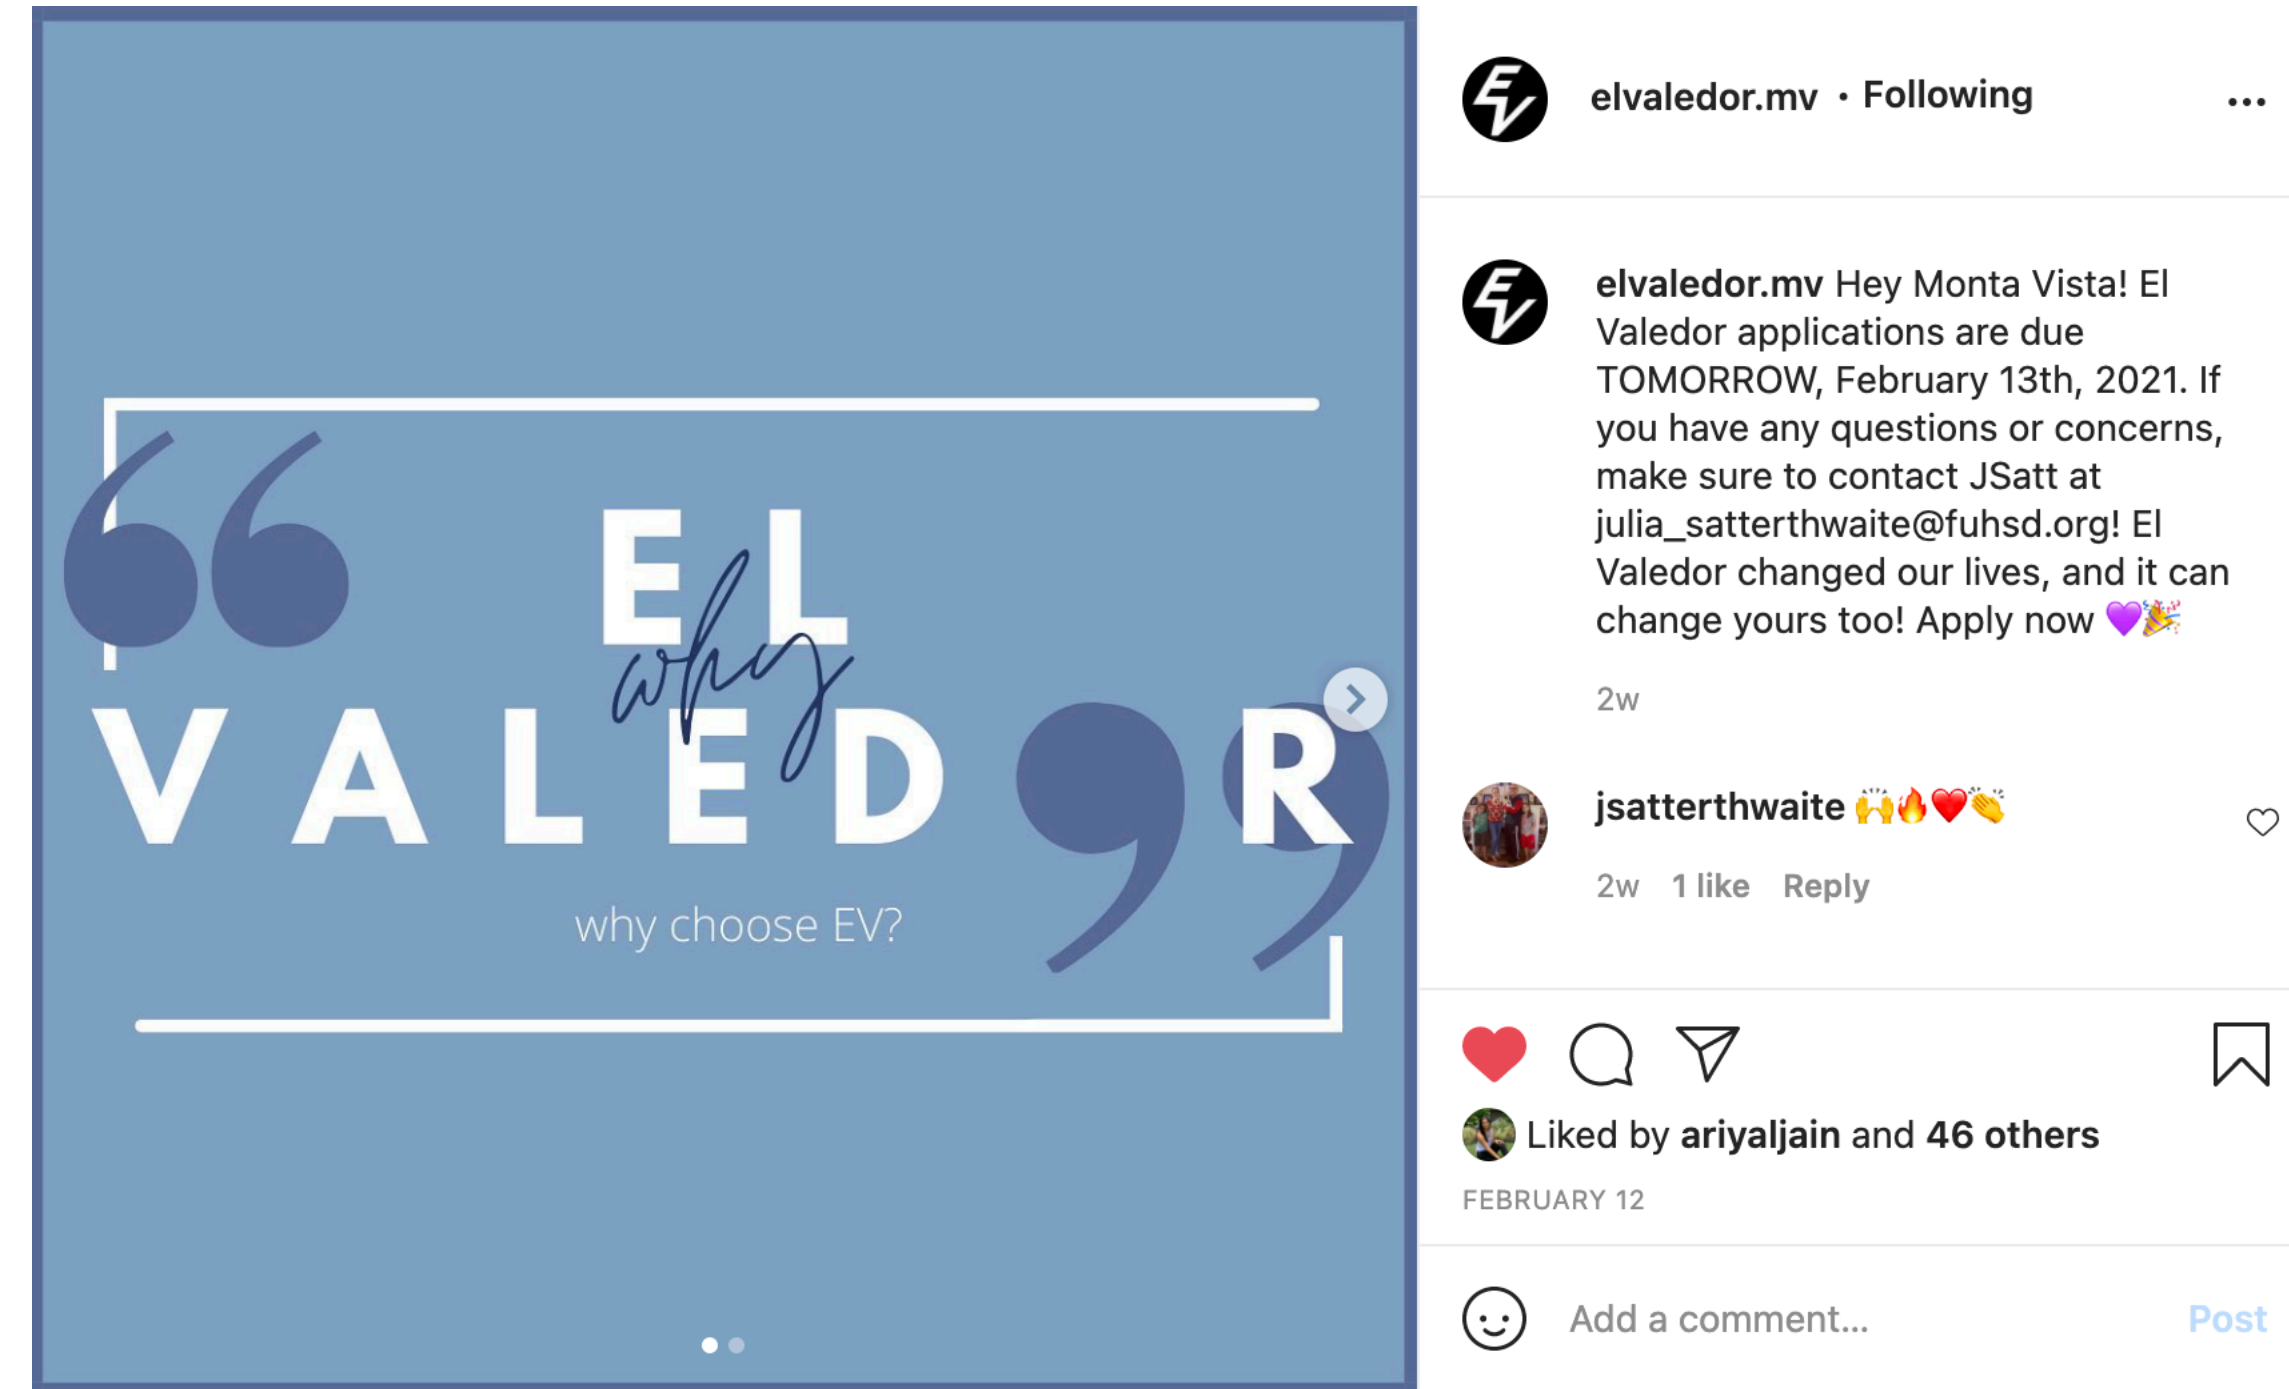 EL
why
VALED R
why choose EV?
EV
elvaledor.mv • Following
EV
elvaledor.mv Hey Monta Vista! El
Valedor applications are due
TOMORROW, February 13th, 2021. If
you have any questions or concerns,
make sure to contact JSatt at
julia_satterthwaite@fuhsd.org! El
Valedor changed our lives, and it can
change yours too! Apply now 💜🎉
2w
jsatterthwaite 🙌🔥❤️👏
2w 1 like Reply
Liked by ariyaljain and 46 others
FEBRUARY 12
Add a comment...
Post